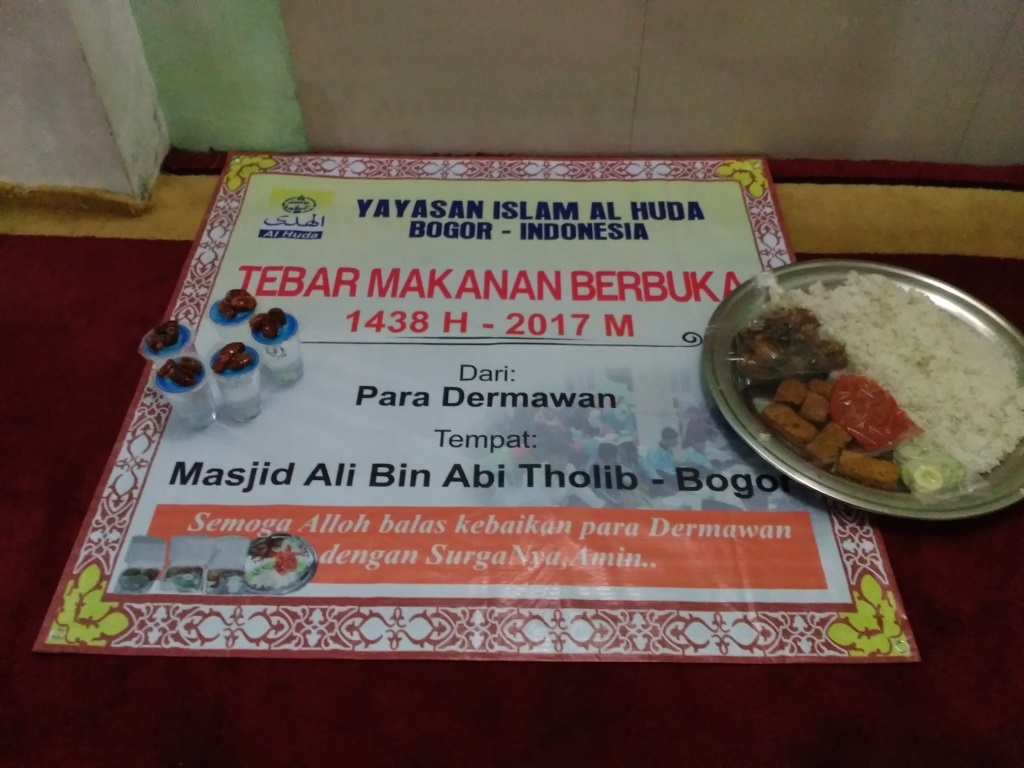 الهدى
Al Huda
YAYASAN ISLAM AL HUDA
BOGOR - INDONESIA
TEBAR MAKANAN BERBUKA
1438 H - 2017 M
Dari:
Para Dermawan
Tempat:
Masjid Ali Bin Abi Tholib - Bogor
Semoga Alloh balas kebaikan para Dermawan
dengan SurgaNya,Amin..